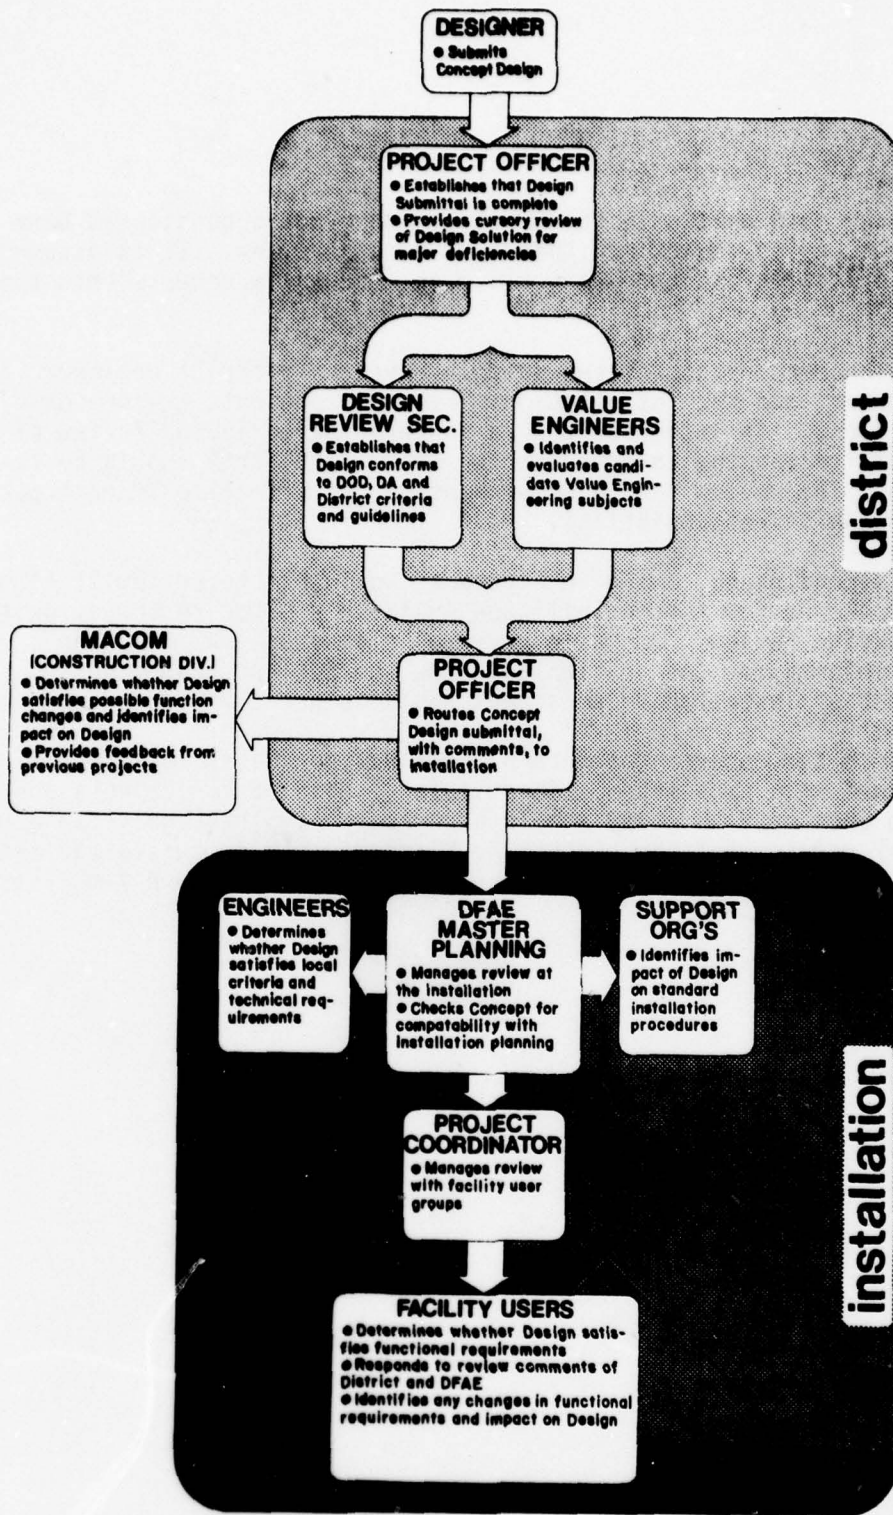 DESIGNER
● Submits
Concept Design
PROJECT OFFICER
● Establishes that Design
Submittal is complete
● Provides cursory review
of Design Solution for
major deficiencies
DESIGN
REVIEW SEC.
● Establishes that
Design conforms
to DOD, DA and
District criteria
and guidelines
VALUE
ENGINEERS
● Identifies and
evaluates candi-
date Value Engin-
eering subjects
district
MACOM
[CONSTRUCTION DIV.]
● Determines whether Design
satisfies possible function
changes and identifies im-
pact on Design
● Provides feedback from
previous projects
PROJECT
OFFICER
● Routes Concept
Design submittal,
with comments, to
installation
ENGINEERS
● Determines
whether Design
satisfies local
criteria and
technical req-
uirements
DFAE
MASTER
PLANNING
● Manages review at
the installation
● Checks Concept for
compatability with
installation planning
SUPPORT
ORG'S
● Identifies im-
pact of Design
on standard
installation
procedures
PROJECT
COORDINATOR
● Manages review
with facility user
groups
installation
FACILITY USERS
● Determines whether Design satis-
fies functional requirements
● Responds to review comments of
District and DFAE
● Identifies any changes in functional
requirements and impact on Design